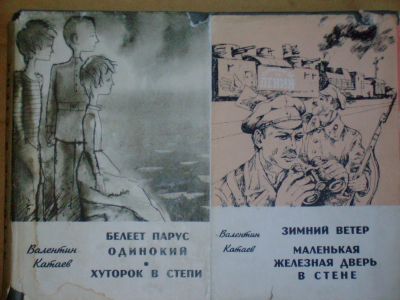 Валентин
Катаев
БЕЛЕЕТ ПАРУС
ОДИНОКИЙ
•
ХУТОРОК В СТЕПИ
Валентин
Катаев
ЗИМНИЙ ВЕТЕР
•
МАЛЕНЬКАЯ
ЖЕЛЕЗНАЯ ДВЕРЬ
В СТЕНЕ